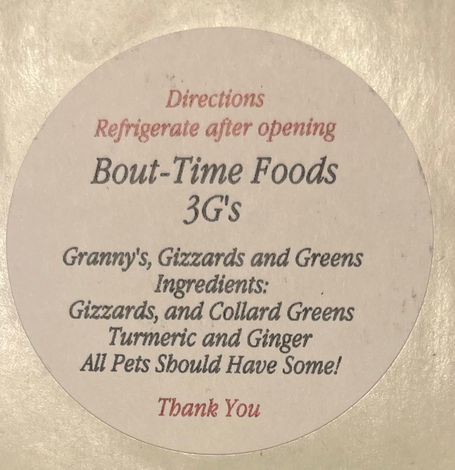 Directions
Refrigerate after opening
Bout-Time Foods
3G's
Granny's, Gizzards and Greens
Ingredients:
Gizzards, and Collard Greens
Turmeric and Ginger
All Pets Should Have Some!
Thank You